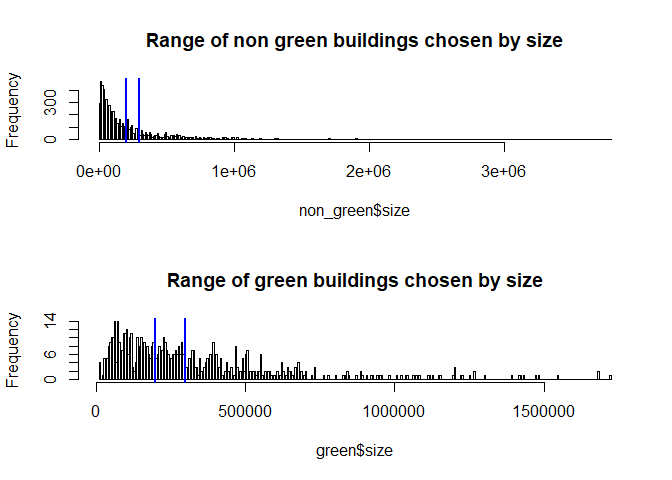 Range of non green buildings chosen by size
Frequency
300
0
0e+00 1e+06 2e+06 3e+06
non_green$size
Range of green buildings chosen by size
Frequency
14
6
0
0 500000 1000000 1500000
green$size